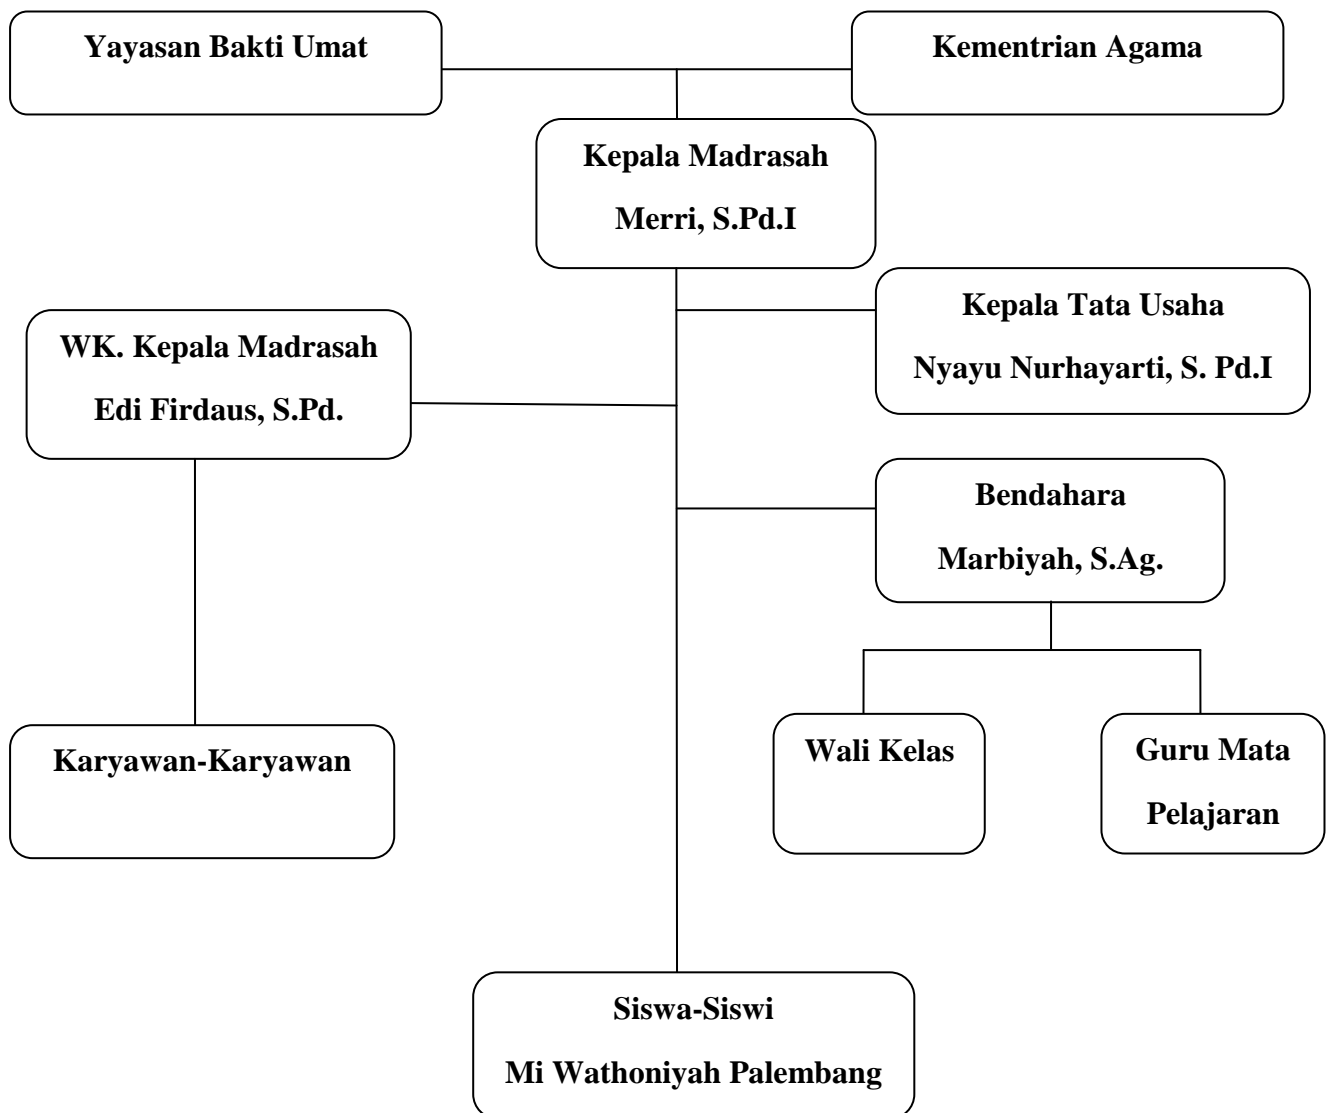 Yayasan Bakti Umat
Kementrian Agama
Kepala Madrasah
Merri, S.Pd.I
Kepala Tata Usaha
Nyayu Nurhayarti, S. Pd.I
WK. Kepala Madrasah
Edi Firdaus, S.Pd.
Bendahara
Marbiyah, S.Ag.
Karyawan-Karyawan
Wali Kelas
Guru Mata
Pelajaran
Siswa-Siswi
Mi Wathoniyah Palembang